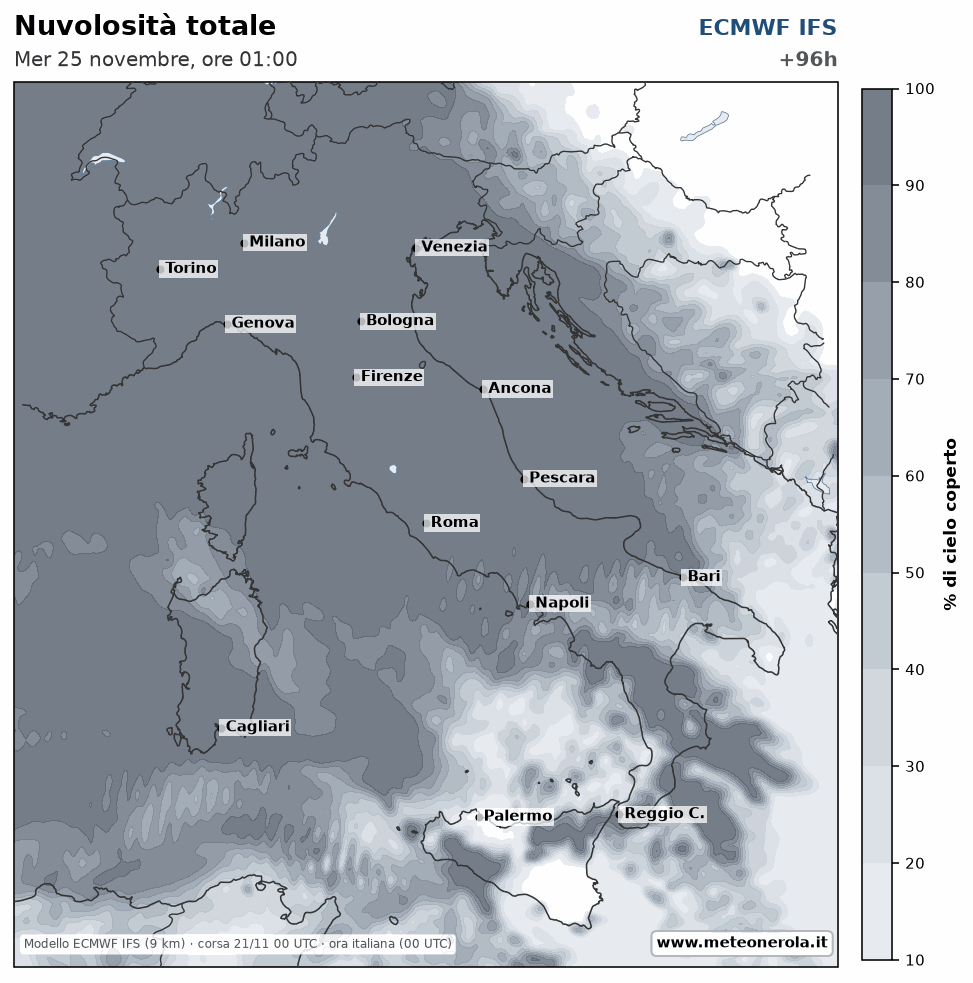 Nuvolosità totale
ECMWF IFS
Mer 25 novembre, ore 01:00
+96h
100
90
80
70
60
50
40
30
20
10
% di cielo coperto
Milano
Venezia
Torino
Genova
Bologna
Firenze
Ancona
Pescara
Roma
Bari
Napoli
Cagliari
Palermo
Reggio C.
Modello ECMWF IFS (9 km) · corsa 21/11 00 UTC · ora italiana (00 UTC)
www.meteonerola.it